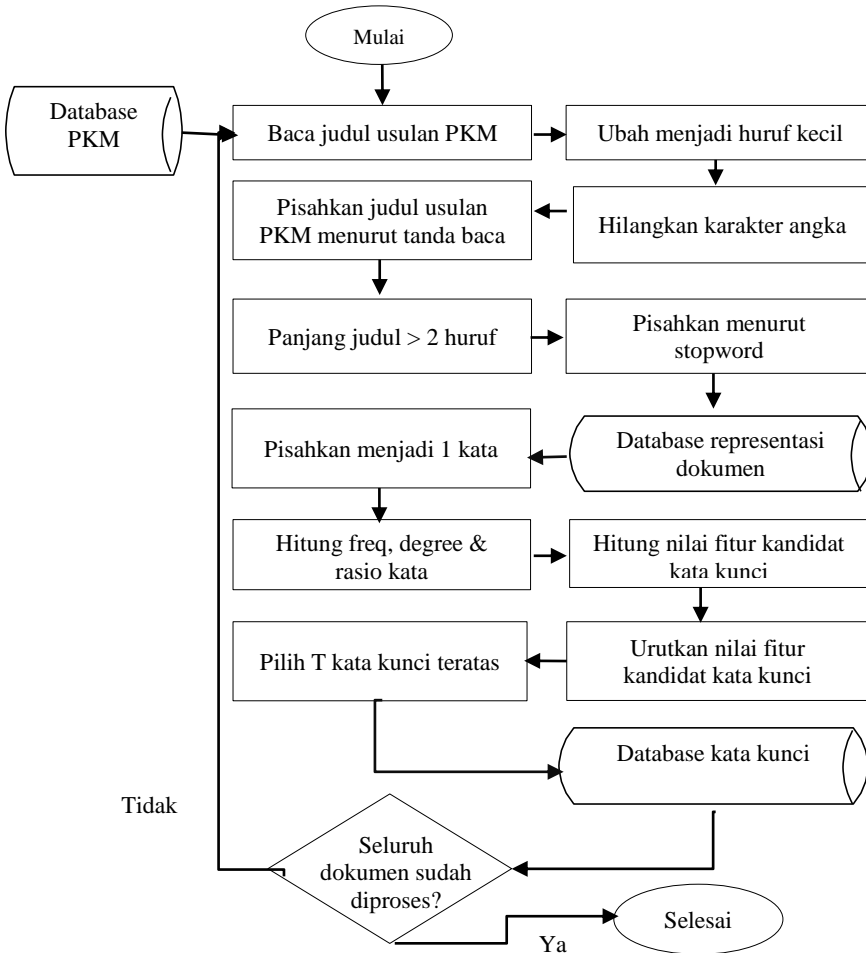 Mulai
Database
PKM
Baca judul usulan PKM
Ubah menjadi huruf kecil
Pisahkan judul usulan
PKM menurut tanda baca
Hilangkan karakter angka
Panjang judul > 2 huruf
Pisahkan menurut
stopword
Pisahkan menjadi 1 kata
Database representasi
dokumen
Hitung freq, degree &
rasio kata
Hitung nilai fitur kandidat
kata kunci
Pilih T kata kunci teratas
Urutkan nilai fitur
kandidat kata kunci
Database kata kunci
Tidak
Seluruh
dokumen sudah
diproses?
Selesai
Ya